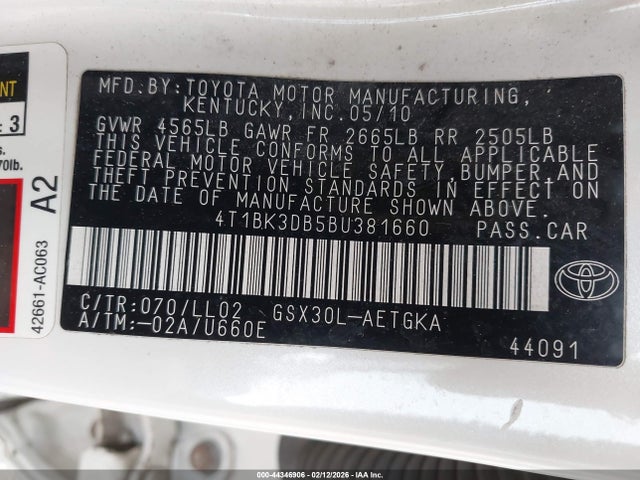 MFD.BY:TOYOTA MOTOR MANUFACTURING,
KENTUCKY,INC.05/10
GVWR 4565LB GAWR FR 2665LB RR 2505LB
THIS VEHICLE CONFORMS TO ALL APPLICABLE
FEDERAL MOTOR VEHICLE SAFETY,BUMPER,AND
THEFT PREVENTION STANDARDS IN EFFECT ON
THE DATE OF MANUFACTURE SHOWN ABOVE.
4T1BK3DB5BU381660 PASS.CAR
C/TR:070/LL02 GSX30L-AETGKA
A/TM:-02A/U660E
44091
TOYOTA
: 3
70lb.
A2
42661-AC063
000-44346906 - 02/12/2026 - IAA Inc.